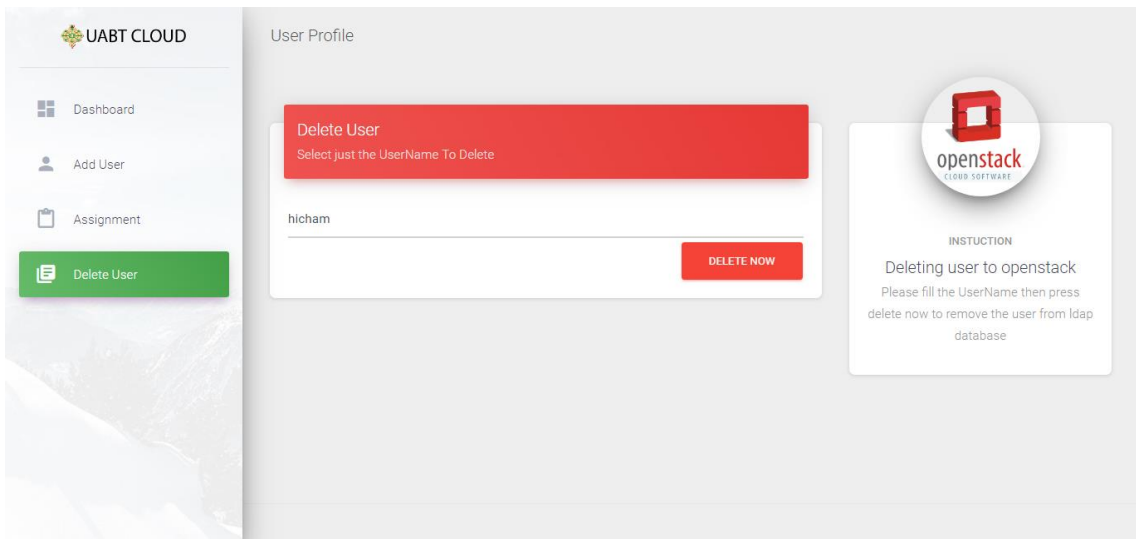 UABT CLOUD
Dashboard
Add User
Assignment
Delete User
User Profile
Delete User
Select just the UserName To Delete
hicham
DELETE NOW
openstack
CLOUD SOFTWARE
INSTUCTION
Deleting user to openstack
Please fill the UserName then press
delete now to remove the user from ldap
database